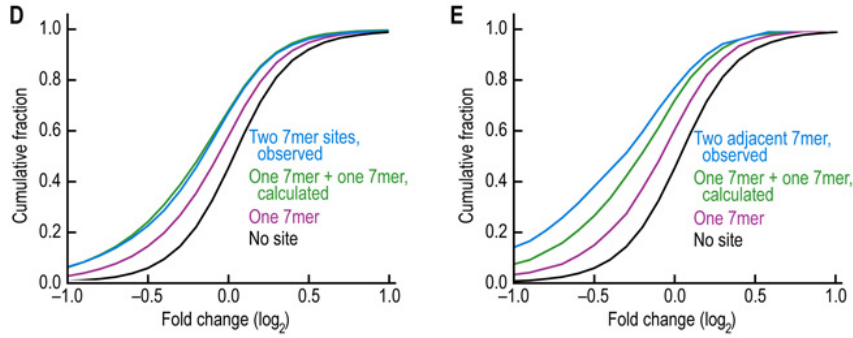 D
1.0
0.8
0.6
0.4
0.2
0.0
Cumulative fraction
Two 7mer sites,
observed
One 7mer + one 7mer,
calculated
One 7mer
No site
−1.0 −0.5 0.0 0.5 1.0
Fold change (log2)
E
1.0
0.8
0.6
0.4
0.2
0.0
Cumulative fraction
Two adjacent 7mer,
observed
One 7mer + one 7mer,
calculated
One 7mer
No site
−1.0 −0.5 0.0 0.5 1.0
Fold change (log2)